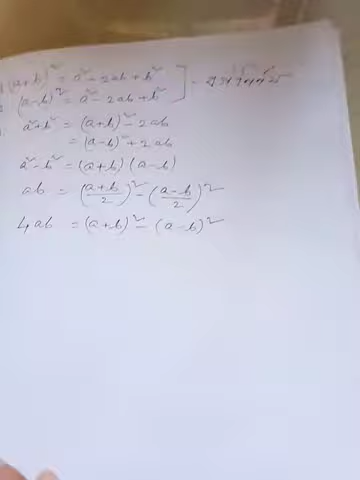 (a+b)² = a² - 2ab + b²
(a-b)² = a² - 2ab + b²
a²+b² = (a+b)² - 2ab
= (a-b)² + 2ab
a²-b² = (a+b) (a-b)
ab = ((a+b)/2)² - ((a-b)/2)²
4ab = (a+b)² - (a-b)²